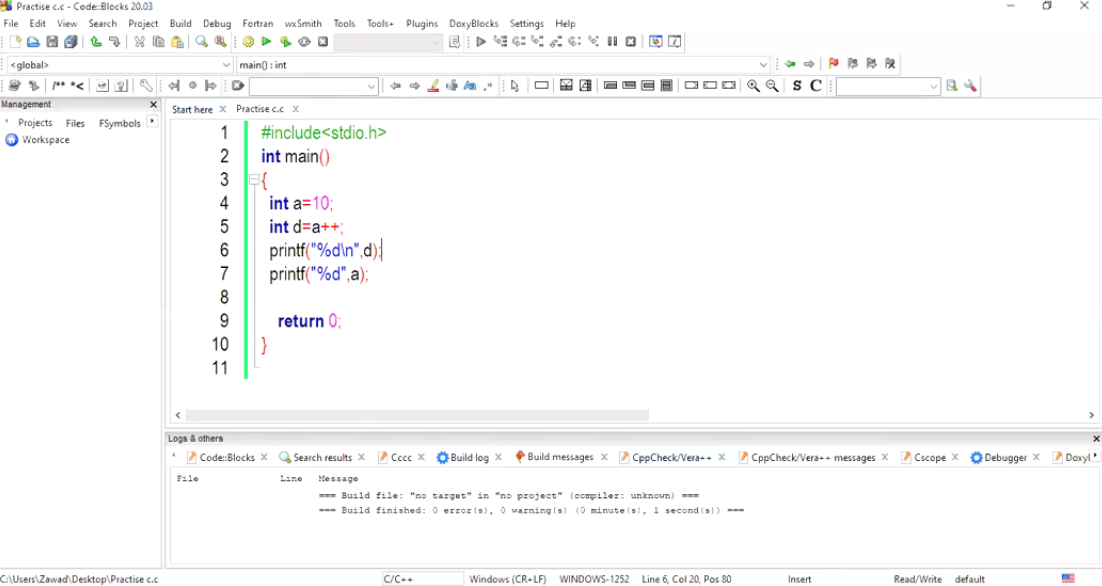 Practise c.c - Code::Blocks 20.03
File Edit View Search Project Build Debug Fortran wxSmith Tools Tools+ Plugins DoxyBlocks Settings Help
<global> main() : int
/** *< S C
Management
Projects Files FSymbols
Workspace
Start here Practise c.c
1 #include<stdio.h>
2 int main()
3 {
4 int a=10;
5 int d=a++;
6 printf("%d\n",d);
7 printf("%d",a);
8
9 return 0;
10 }
11
Logs & others
Code::Blocks Search results Cccc Build log Build messages CppCheck/Vera++ CppCheck/Vera++ messages Cscope Debugger Doxy
File Line Message
=== Build file: "no target" in "no project" (compiler: unknown) ===
=== Build finished: 0 error(s), 0 warning(s) (0 minute(s), 1 second(s)) ===
C:\Users\Zawad\Desktop\Practise c.c C/C++ Windows (CR+LF) WINDOWS-1252 Line 6, Col 20, Pos 80 Insert Read/Write default